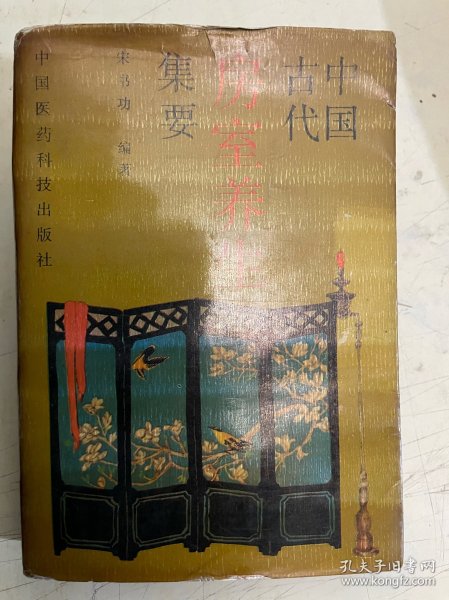 中国
古代
房室养生
集要
宋书功 编著
中国医药科技出版社
孔夫子旧书网
www.kongfz.com